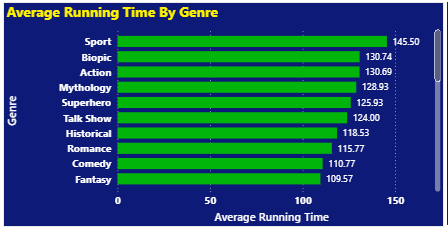 Average Running Time By Genre
Sport 145.50
Biopic 130.74
Action 130.69
Mythology 128.93
Superhero 125.93
Talk Show 124.00
Historical 118.53
Romance 115.77
Comedy 110.77
Fantasy 109.57
Genre
0 50 100 150
Average Running Time